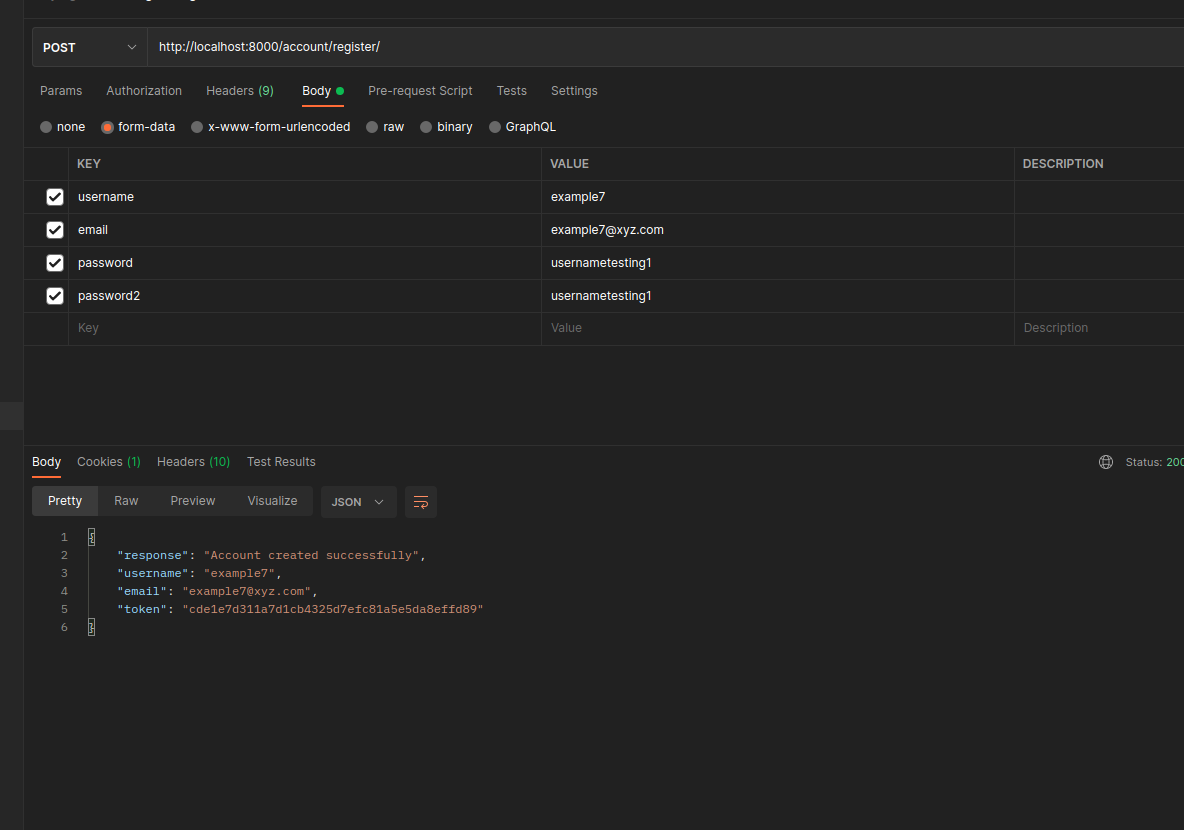 POST http://localhost:8000/account/register/
Params Authorization Headers (9) Body Pre-request Script Tests Settings
none form-data x-www-form-urlencoded raw binary GraphQL
KEY VALUE DESCRIPTION
username example7
email example7@xyz.com
password usernametesting1
password2 usernametesting1
Key Value Description
Body Cookies (1) Headers (10) Test Results Status: 200
Pretty Raw Preview Visualize JSON
1 {
2 "response": "Account created successfully",
3 "username": "example7",
4 "email": "example7@xyz.com",
5 "token": "cde1e7d311a7d1cb4325d7efc81a5e5da8effd89"
6 }